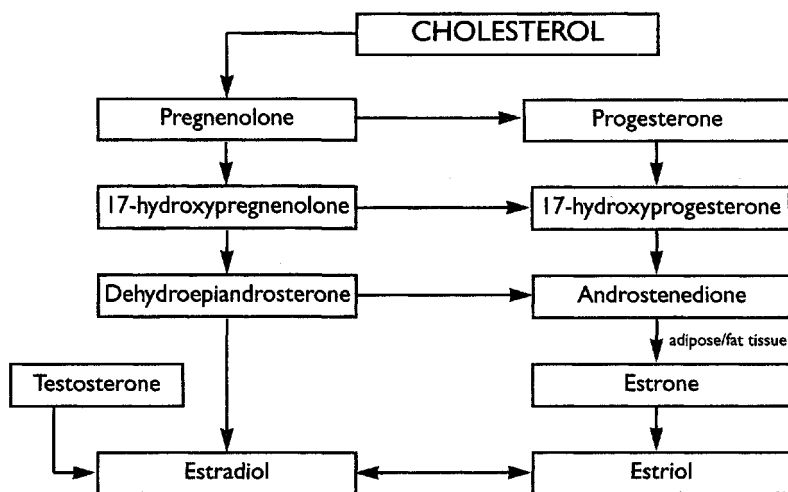 CHOLESTEROL
Pregnenolone
Progesterone
17-hydroxypregnenolone
17-hydroxyprogesterone
Dehydroepiandrosterone
Androstenedione
adipose/fat tissue
Testosterone
Estrone
Estradiol
Estriol